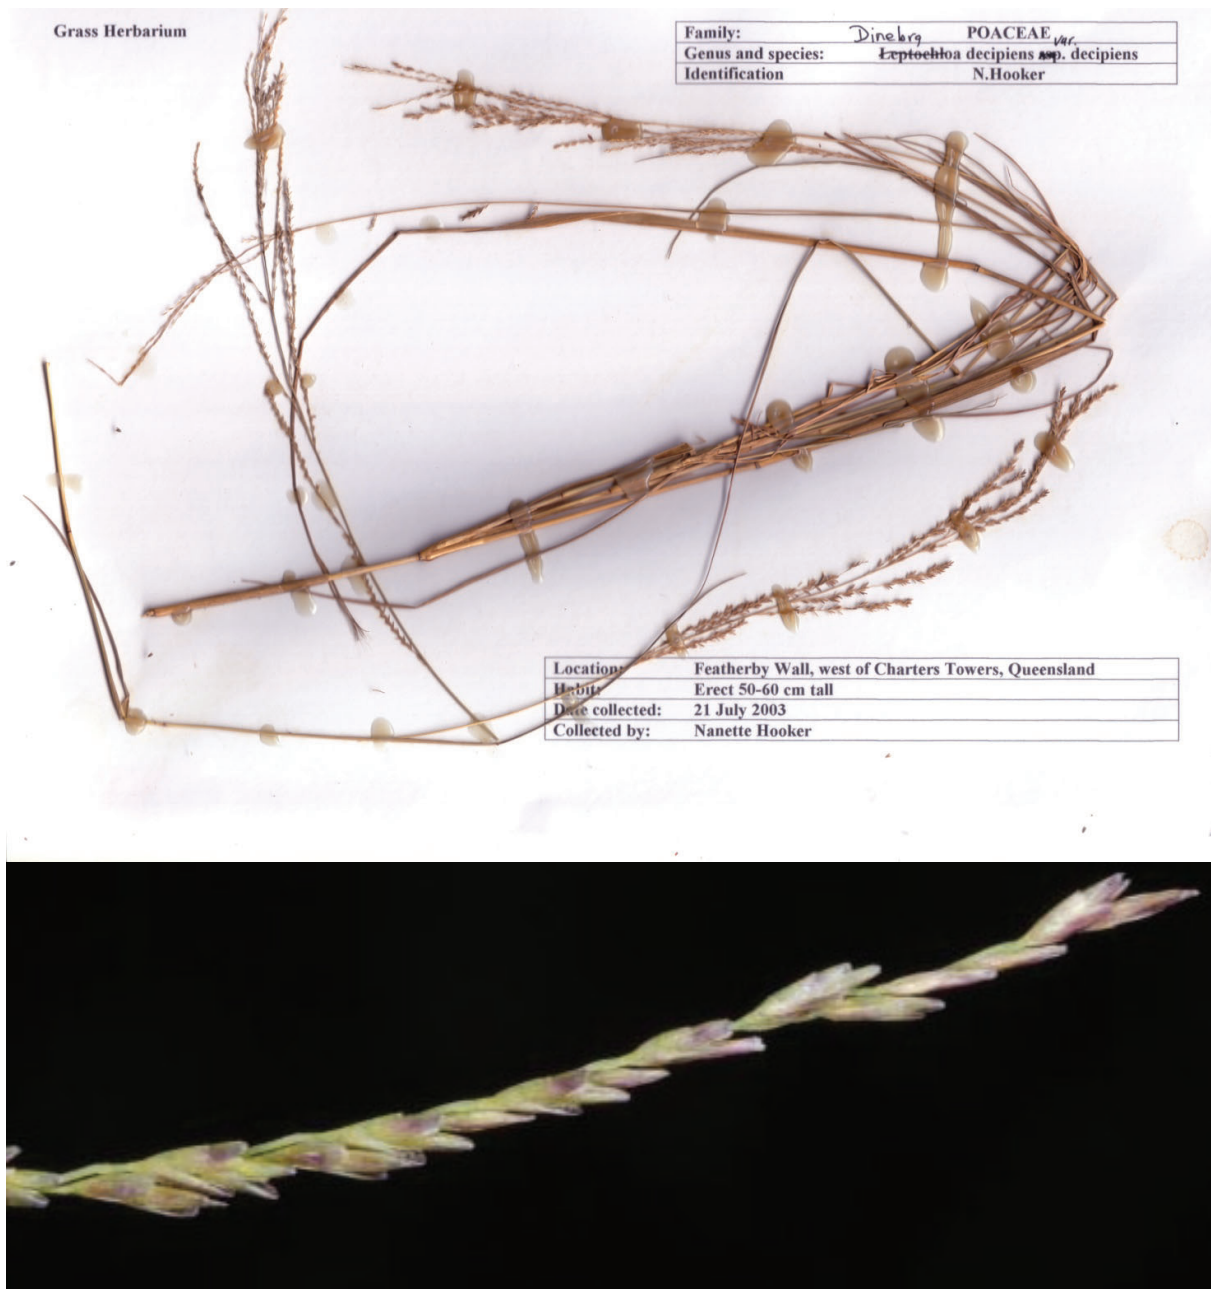 Grass Herbarium
Family: Dinebra POACEAE var.
Genus and species: Leptochloa decipiens ssp. decipiens
Identification N.Hooker
Location: Featherby Wall, west of Charters Towers, Queensland
Habit: Erect 50-60 cm tall
Date collected: 21 July 2003
Collected by: Nanette Hooker